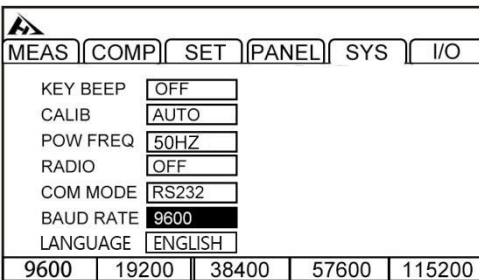 MEAS COMP SET PANEL SYS I/O
KEY BEEP OFF
CALIB AUTO
POW FREQ 50HZ
RADIO OFF
COM MODE RS232
BAUD RATE 9600
LANGUAGE ENGLISH
9600 19200 38400 57600 115200